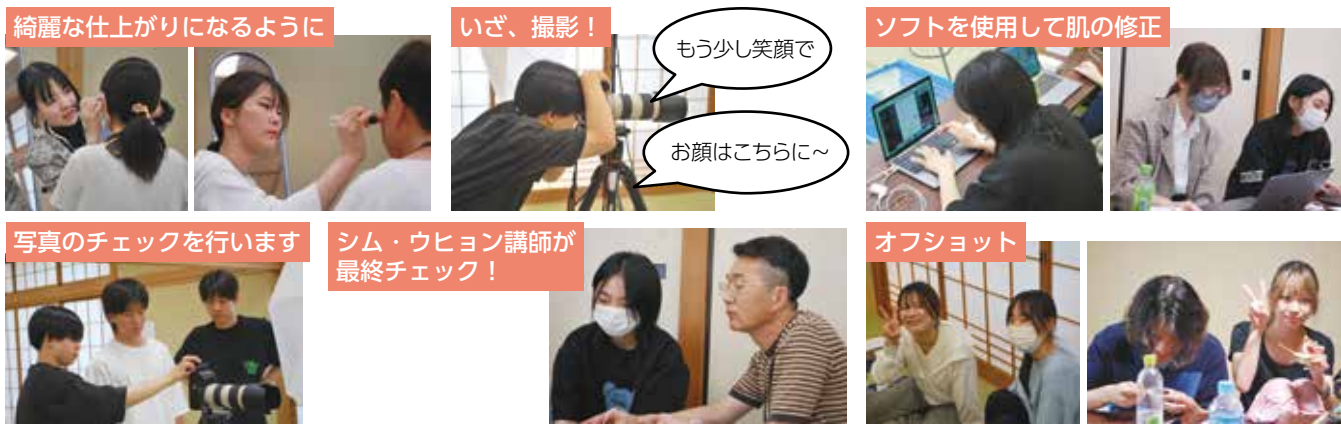 綺麗な仕上がりになるように
いざ、撮影！
もう少し笑顔で
お顔はこちらに〜
ソフトを使用して肌の修正
写真のチェックを行います
シム・ウヒョン講師が
最終チェック！
オフショット